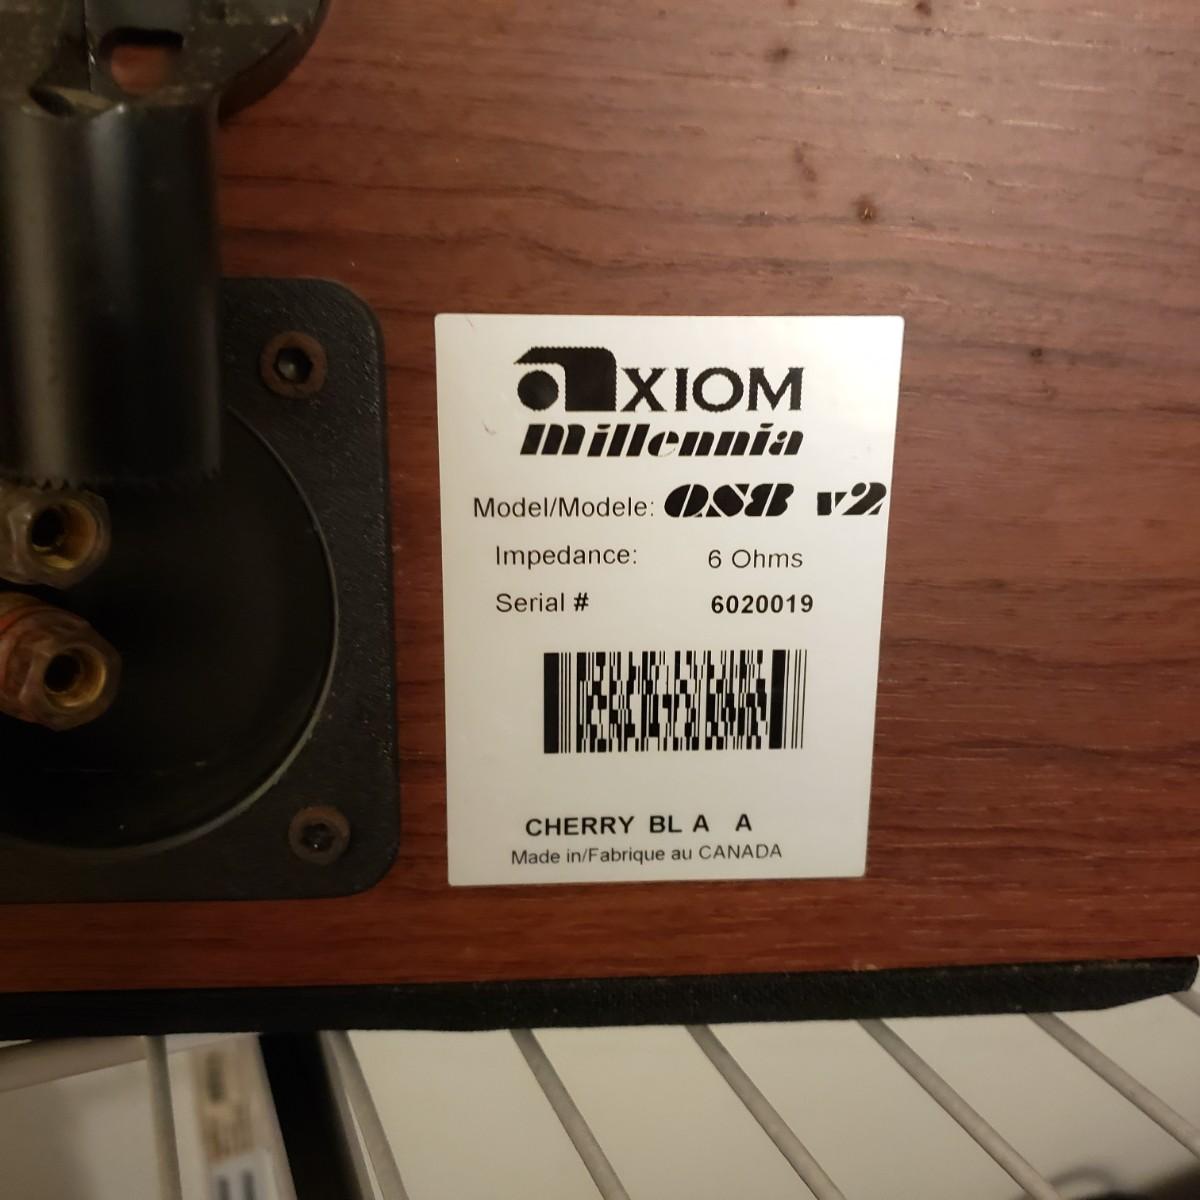 aXIOM
millennia
Model/Modele: QS8 v2
Impedance: 6 Ohms
Serial # 6020019
CHERRY BL A A
Made in/Fabrique au CANADA